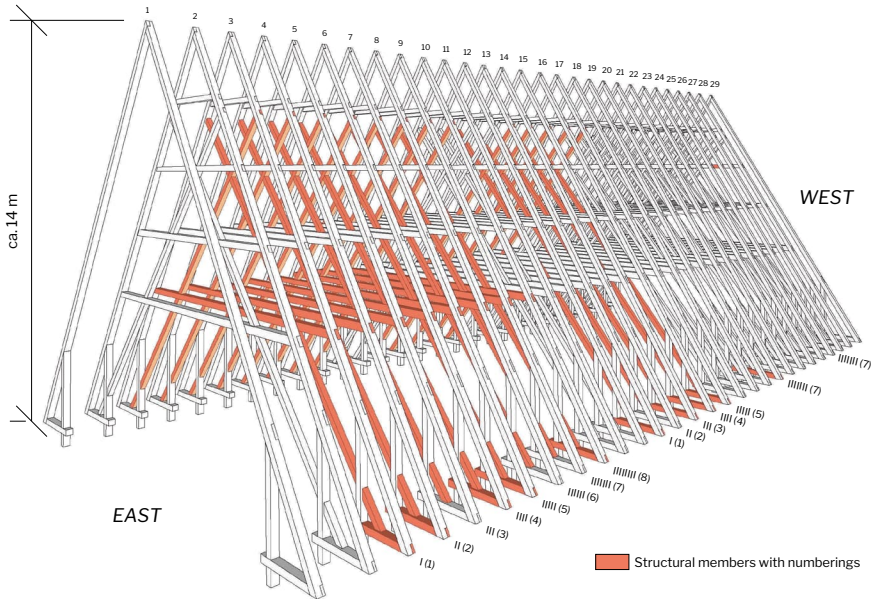 1 2 3 4 5 6 7 8 9 10 11 12 13 14 15 16 17 18 19 20 21 22 23 24 25 26 27 28 29
ca. 14 m
WEST
EAST
I (1)
II (2)
III (3)
IIII (4)
IIIII (5)
IIIIII (6)
IIIIIII (7)
IIIIIIII (8)
I (1)
II (2)
III (3)
IIII (4)
IIIII (5)
IIIIIII (7)
IIIIIII (7)
Structural members with numberings